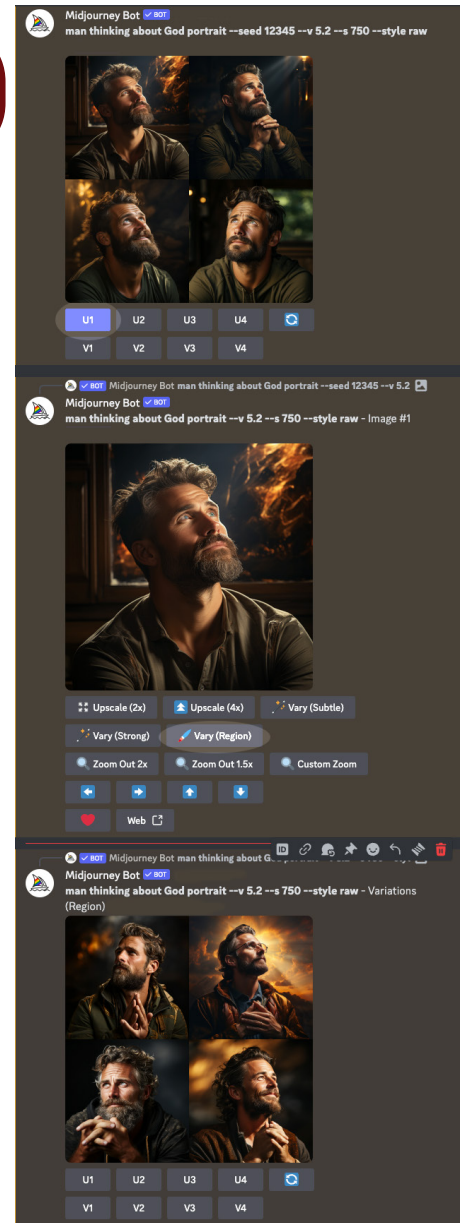 Midjourney Bot ✓ BOT
man thinking about God portrait --seed 12345 --v 5.2 --s 750 --style raw
U1 U2 U3 U4
V1 V2 V3 V4
✓ BOT Midjourney Bot man thinking about God portrait --seed 12345 --v 5.2
Midjourney Bot ✓ BOT
man thinking about God portrait --v 5.2 --s 750 --style raw - Image #1
Upscale (2x) Upscale (4x) Vary (Subtle)
Vary (Strong) Vary (Region)
Zoom Out 2x Zoom Out 1.5x Custom Zoom
Web
ID
✓ BOT Midjourney Bot man thinking about
Midjourney Bot ✓ BOT
man thinking about God portrait --v 5.2 --s 750 --style raw - Variations
(Region)
U1 U2 U3 U4
V1 V2 V3 V4